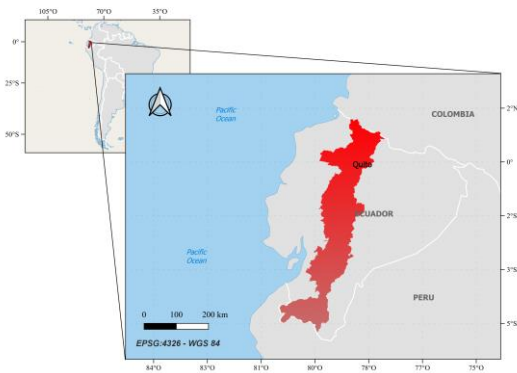 105°O 70°O 35°O
0°
25°S
50°S
Pacific
Ocean
COLOMBIA
2°N
Quito
0°
ECUADOR
2°S
Pacific
Ocean
3°S
PERU
0 100 200 km
5°S
EPSG:4326 - WGS 84
84°O 82°O 81°O 80°O 78°O 77°O 75°O